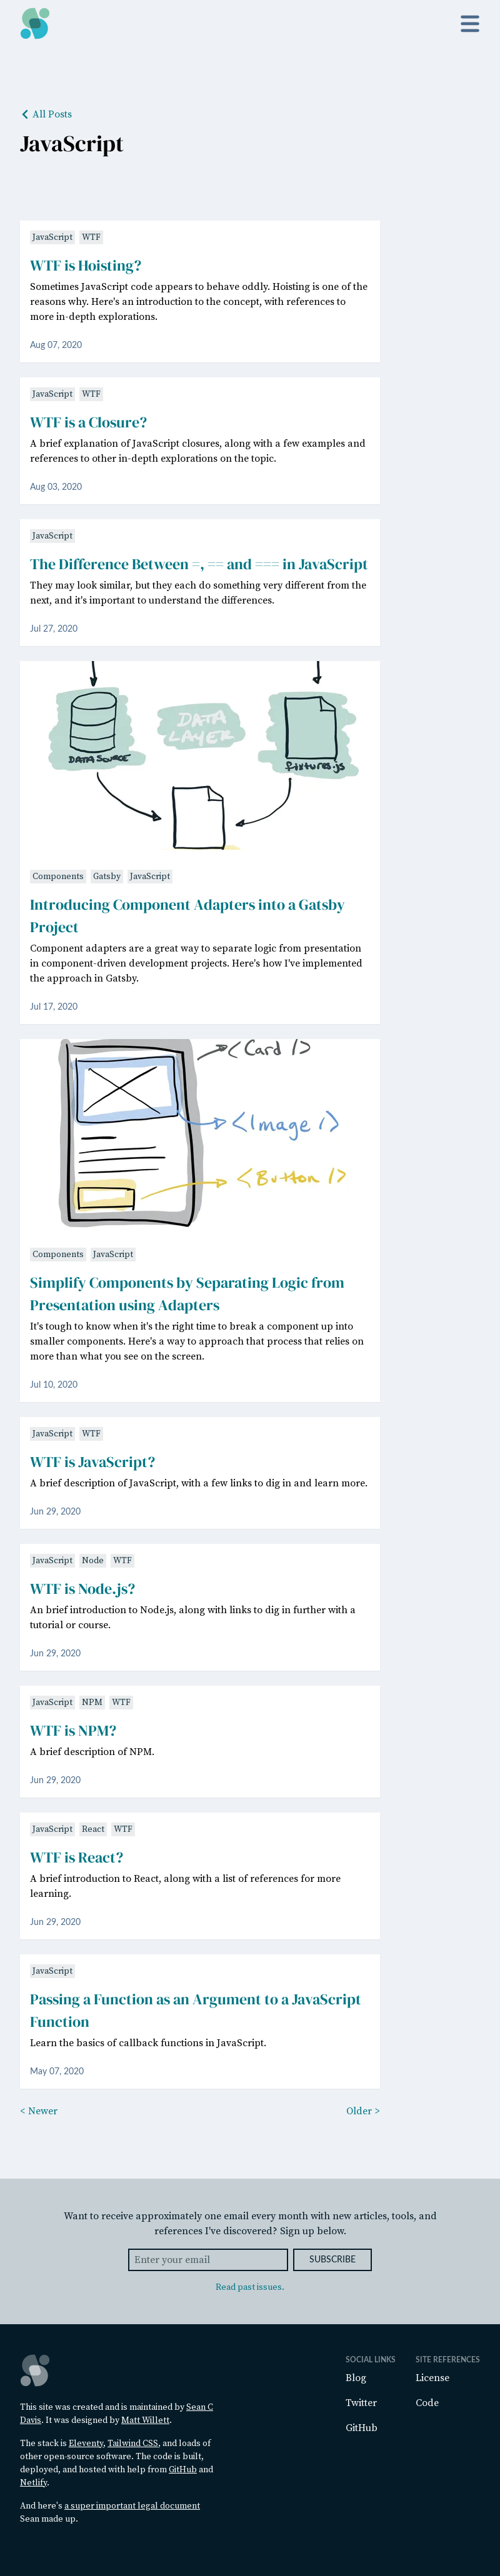 All Posts
JavaScript
JavaScript WTF
WTF is Hoisting?
Sometimes JavaScript code appears to behave oddly. Hoisting is one of the
reasons why. Here's an introduction to the concept, with references to
more in-depth explorations.
Aug 07, 2020
JavaScript WTF
WTF is a Closure?
A brief explanation of JavaScript closures, along with a few examples and
references to other in-depth explorations on the topic.
Aug 03, 2020
JavaScript
The Difference Between =, == and === in JavaScript
They may look similar, but they each do something very different from the
next, and it's important to understand the differences.
Jul 27, 2020
DATA
LAYER
DATA SOURCE
fixtures.js
Components Gatsby JavaScript
Introducing Component Adapters into a Gatsby
Project
Component adapters are a great way to separate logic from presentation
in component-driven development projects. Here's how I've implemented
the approach in Gatsby.
Jul 17, 2020
<Card />
<Image />
<Button />
Components JavaScript
Simplify Components by Separating Logic from
Presentation using Adapters
It's tough to know when it's the right time to break a component up into
smaller components. Here's a way to approach that process that relies on
more than what you see on the screen.
Jul 10, 2020
JavaScript WTF
WTF is JavaScript?
A brief description of JavaScript, with a few links to dig in and learn more.
Jun 29, 2020
JavaScript Node WTF
WTF is Node.js?
An brief introduction to Node.js, along with links to dig in further with a
tutorial or course.
Jun 29, 2020
JavaScript NPM WTF
WTF is NPM?
A brief description of NPM.
Jun 29, 2020
JavaScript React WTF
WTF is React?
A brief introduction to React, along with a list of references for more
learning.
Jun 29, 2020
JavaScript
Passing a Function as an Argument to a JavaScript
Function
Learn the basics of callback functions in JavaScript.
May 07, 2020
< Newer Older >
Want to receive approximately one email every month with new articles, tools, and
references I've discovered? Sign up below.
Enter your email SUBSCRIBE
Read past issues.
This site was created and is maintained by Sean C
Davis. It was designed by Matt Willett.
The stack is Eleventy, Tailwind CSS, and loads of
other open-source software. The code is built,
deployed, and hosted with help from GitHub and
Netlify.
And here's a super important legal document
Sean made up.
SOCIAL LINKS
Blog
Twitter
GitHub
SITE REFERENCES
License
Code